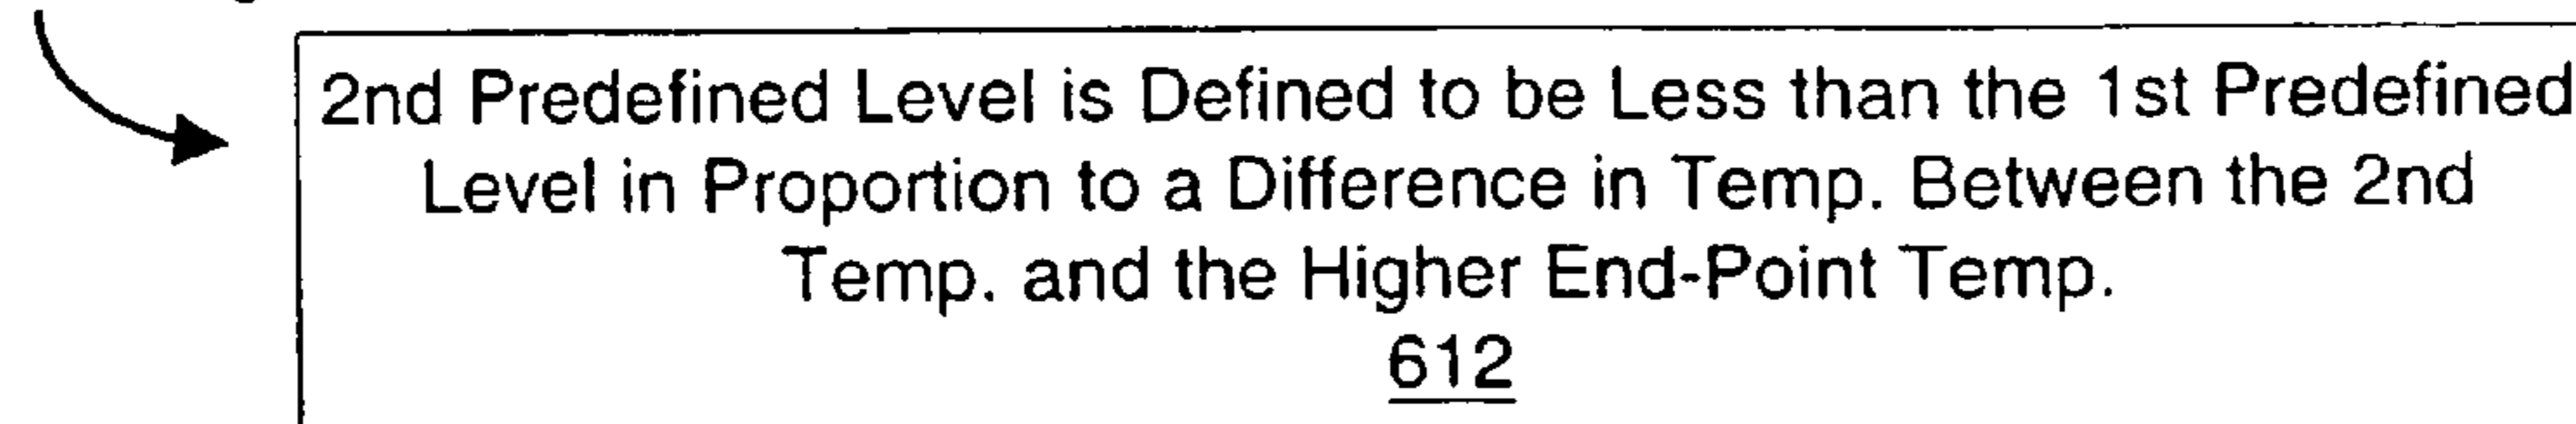 2nd Predefined Level is Defined to be Less than the 1st Predefined
Level in Proportion to a Difference in Temp. Between the 2nd
Temp. and the Higher End-Point Temp.
612